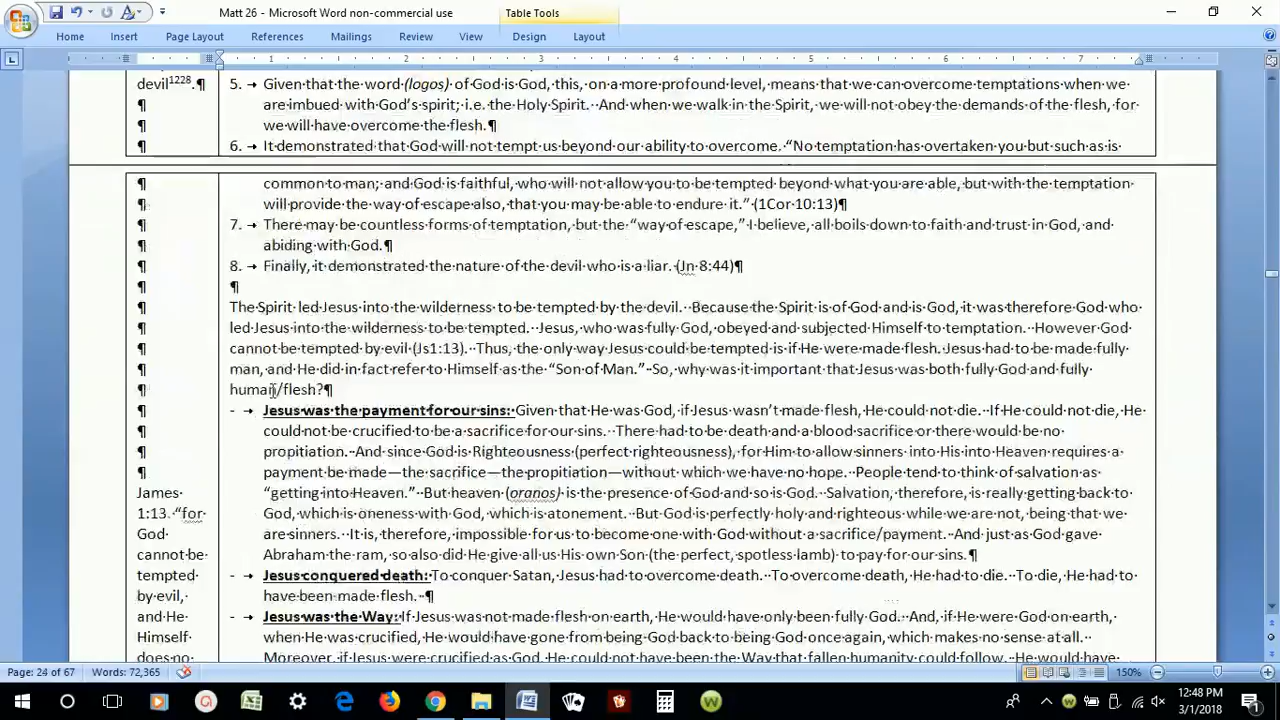 Matt 26 - Microsoft Word non-commercial use
Table Tools
Home Insert Page Layout References Mailings Review View Design Layout
1 2 3 4 5 6 7
devil1228.¶
5. → Given that the word (logos) of God is God, this, on a more profound level, means that we can overcome temptations when we
are imbued with God's spirit; i.e. the Holy Spirit. And when we walk in the Spirit, we will not obey the demands of the flesh, for
we will have overcome the flesh.¶
6. → It demonstrated that God will not tempt us beyond our ability to overcome. "No temptation has overtaken you but such as is
common to man; and God is faithful, who will not allow you to be tempted beyond what you are able, but with the temptation
will provide the way of escape also, that you may be able to endure it." (1Cor 10:13)¶
7. → There may be countless forms of temptation, but the "way of escape," I believe, all boils down to faith and trust in God, and
abiding with God.¶
8. → Finally, it demonstrated the nature of the devil who is a liar. (Jn 8:44)¶
¶
The Spirit led Jesus into the wilderness to be tempted by the devil. Because the Spirit is of God and is God, it was therefore God who
led Jesus into the wilderness to be tempted. Jesus, who was fully God, obeyed and subjected Himself to temptation. However God
cannot be tempted by evil (Js1:13). Thus, the only way Jesus could be tempted is if He were made flesh. Jesus had to be made fully
man, and He did in fact refer to Himself as the "Son of Man." So, why was it important that Jesus was both fully God and fully
human/flesh?¶
- → Jesus was the payment for our sins: Given that He was God, if Jesus wasn't made flesh, He could not die. If He could not die, He
could not be crucified to be a sacrifice for our sins. There had to be death and a blood sacrifice or there would be no
propitiation. And since God is Righteousness (perfect righteousness), for Him to allow sinners into His into Heaven requires a
payment be made—the sacrifice—the propitiation—without which we have no hope. People tend to think of salvation as
"getting into Heaven." But heaven (oranos) is the presence of God and so is God. Salvation, therefore, is really getting back to
God, which is oneness with God, which is atonement. But God is perfectly holy and righteous while we are not, being that we
are sinners. It is, therefore, impossible for us to become one with God without a sacrifice/payment. And just as God gave
Abraham the ram, so also did He give all us His own Son (the perfect, spotless lamb) to pay for our sins.¶
- → Jesus conquered death: To conquer Satan, Jesus had to overcome death. To overcome death, He had to die. To die, He had to
have been made flesh. ¶
- → Jesus was the Way: If Jesus was not made flesh on earth, He would have only been fully God. And, if He were God on earth,
when He was crucified, He would have gone from being God back to being God once again, which makes no sense at all.
Moreover, if Jesus were crucified as God, He could not have been the Way that fallen humanity could follow.
James
1:13. "for
God
cannot be
tempted
by evil,
and He
Himself
does no
Page: 24 of 67 Words: 72,365 150%
12:48 PM
3/1/2018